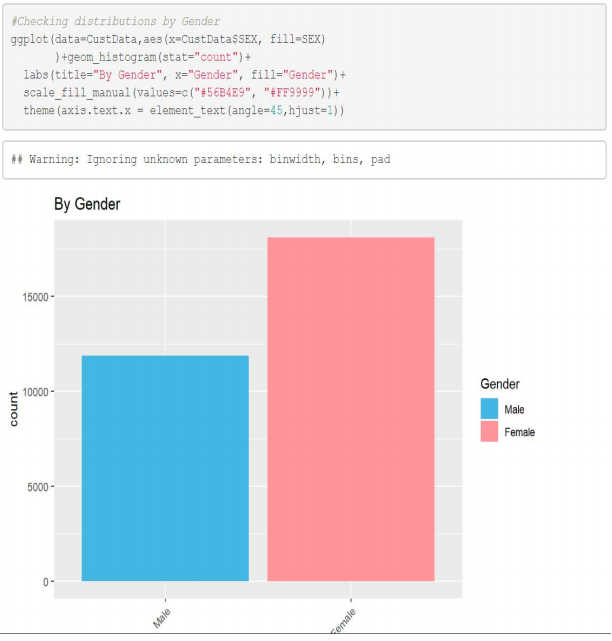 #Checking distributions by Gender
ggplot(data=CustData,aes(x=CustData$SEX, fill=SEX)
)+geom_histogram(stat="count")+
labs(title="By Gender", x="Gender", fill="Gender")+
scale_fill_manual(values=c("#56B4E9", "#FF9999"))+
theme(axis.text.x = element_text(angle=45,hjust=1))
## Warning: Ignoring unknown parameters: binwidth, bins, pad
By Gender
15000
10000
5000
0
count
Male
Female
Gender
Male
Female